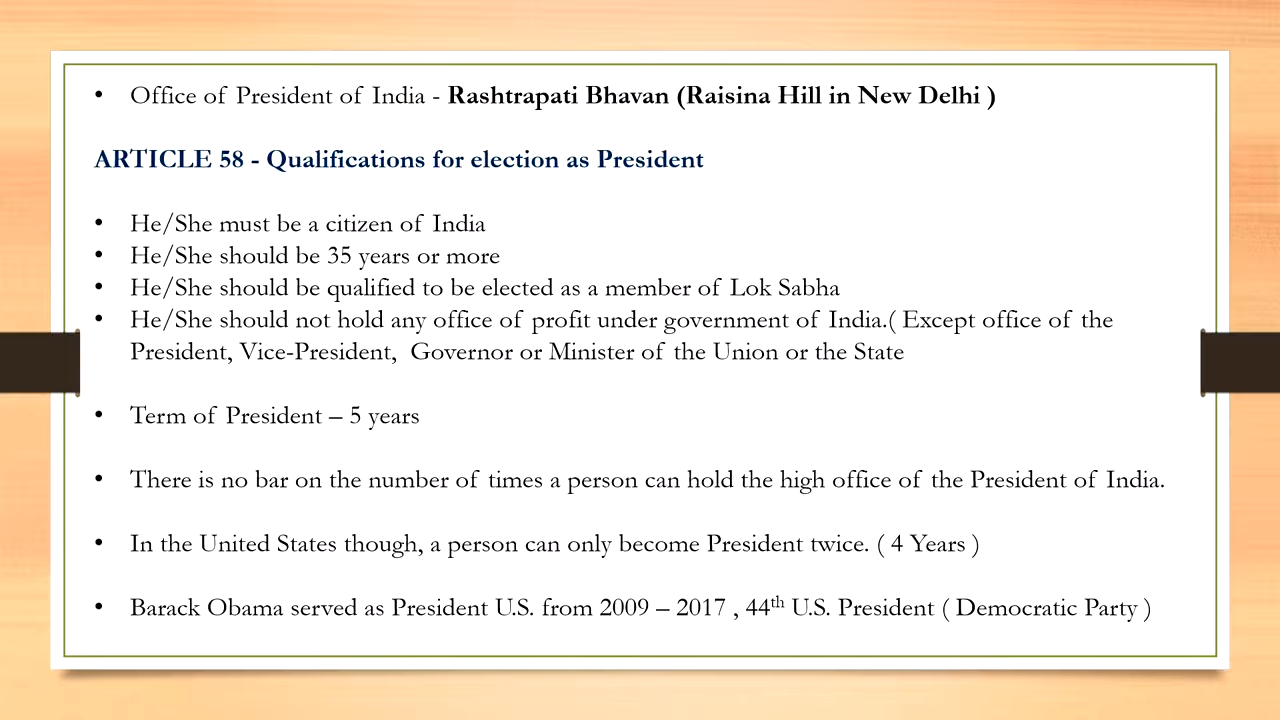 • Office of President of India - Rashtrapati Bhavan (Raisina Hill in New Delhi )
ARTICLE 58 - Qualifications for election as President
• He/She must be a citizen of India
• He/She should be 35 years or more
• He/She should be qualified to be elected as a member of Lok Sabha
• He/She should not hold any office of profit under government of India.( Except office of the
President, Vice-President,  Governor or Minister of the Union or the State
• Term of President – 5 years
• There is no bar on the number of times a person can hold the high office of the President of India.
• In the United States though, a person can only become President twice. ( 4 Years )
• Barack Obama served as President U.S. from 2009 – 2017 , 44th U.S. President ( Democratic Party )